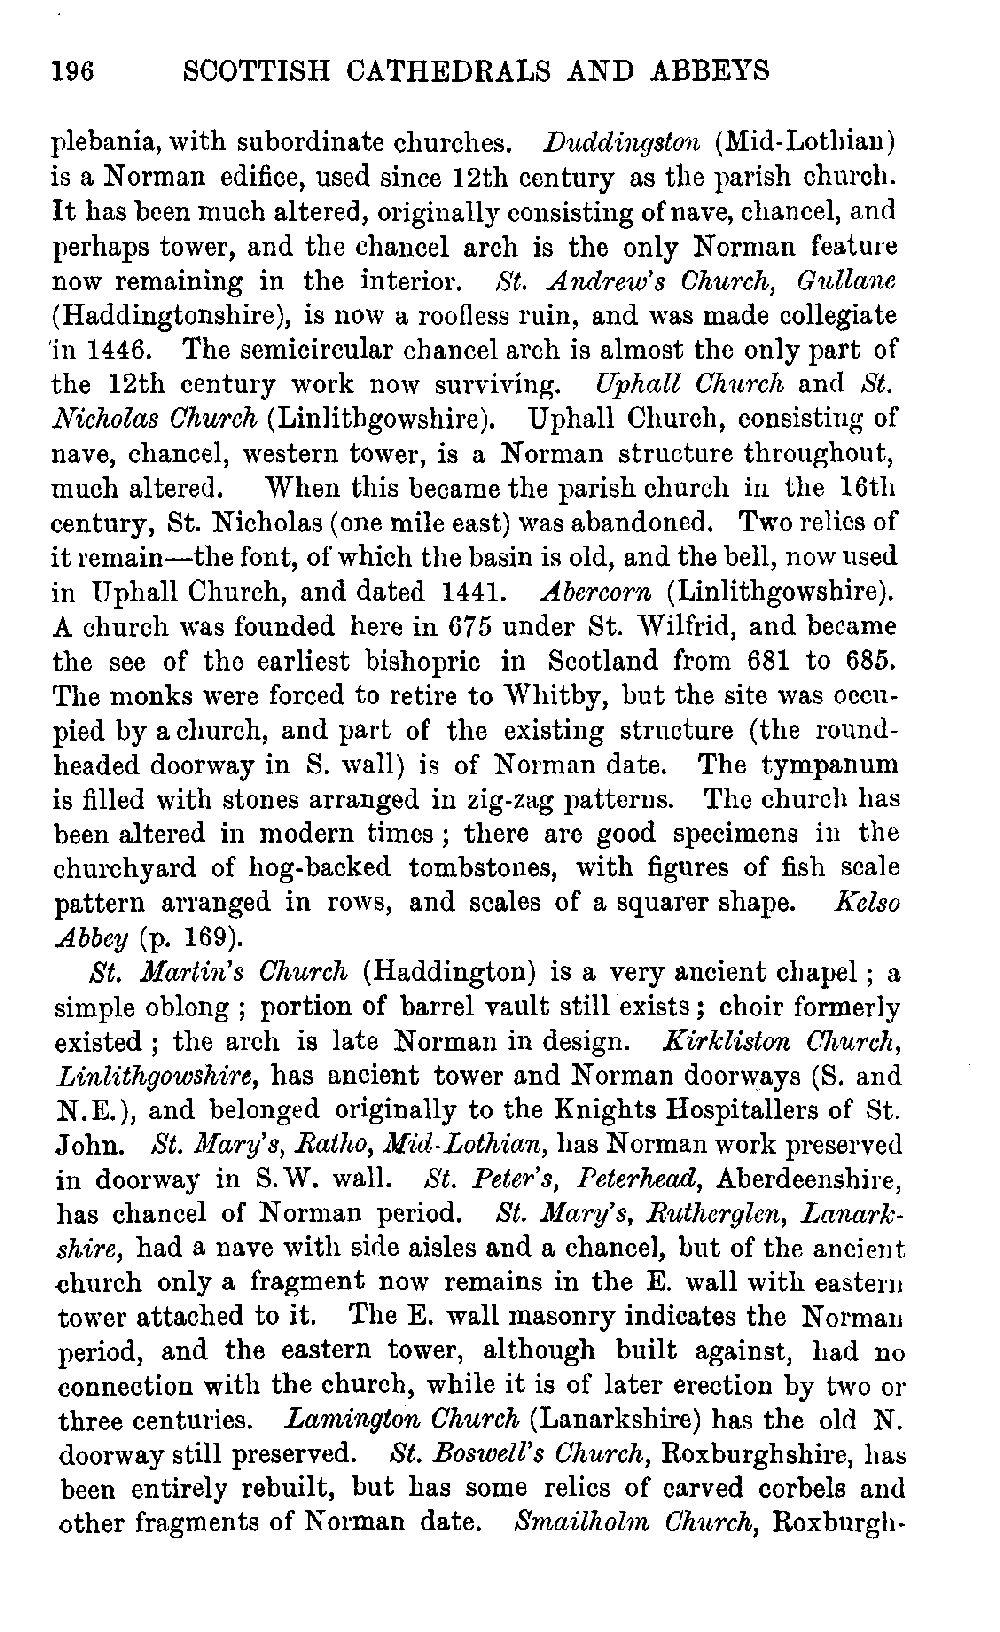 196 SCOTTISH CATHEDRALS AND ABBEYS
plebania, with subordinate churches. Duddingston (Mid-Lothian)
is a Norman edifice, used since 12th century as the parish church.
It has been much altered, originally consisting of nave, chancel, and
perhaps tower, and the chancel arch is the only Norman feature
now remaining in the interior. St. Andrew's Church, Gullane
(Haddingtonshire), is now a roofless ruin, and was made collegiate
in 1446. The semicircular chancel arch is almost the only part of
the 12th century work now surviving. Uphall Church and St.
Nicholas Church (Linlithgowshire). Uphall Church, consisting of
nave, chancel, western tower, is a Norman structure throughout,
much altered. When this became the parish church in the 16th
century, St. Nicholas (one mile east) was abandoned. Two relics of
it remain—the font, of which the basin is old, and the bell, now used
in Uphall Church, and dated 1441. Abercorn (Linlithgowshire).
A church was founded here in 675 under St. Wilfrid, and became
the see of the earliest bishopric in Scotland from 681 to 685.
The monks were forced to retire to Whitby, but the site was occu-
pied by a church, and part of the existing structure (the round-
headed doorway in S. wall) is of Norman date. The tympanum
is filled with stones arranged in zig-zag patterns. The church has
been altered in modern times ; there are good specimens in the
churchyard of hog-backed tombstones, with figures of fish scale
pattern arranged in rows, and scales of a squarer shape. Kelso
Abbey (p. 169).
St. Martin's Church (Haddington) is a very ancient chapel ; a
simple oblong ; portion of barrel vault still exists ; choir formerly
existed ; the arch is late Norman in design. Kirkliston Church,
Linlithgowshire, has ancient tower and Norman doorways (S. and
N.E.), and belonged originally to the Knights Hospitallers of St.
John. St. Mary's, Ratho, Mid-Lothian, has Norman work preserved
in doorway in S.W. wall. St. Peter's, Peterhead, Aberdeenshire,
has chancel of Norman period. St. Mary's, Rutherglen, Lanark-
shire, had a nave with side aisles and a chancel, but of the ancient
church only a fragment now remains in the E. wall with eastern
tower attached to it. The E. wall masonry indicates the Norman
period, and the eastern tower, although built against, had no
connection with the church, while it is of later erection by two or
three centuries. Lamington Church (Lanarkshire) has the old N.
doorway still preserved. St. Boswell's Church, Roxburghshire, has
been entirely rebuilt, but has some relics of carved corbels and
other fragments of Norman date. Smailholm Church, Roxburgh-